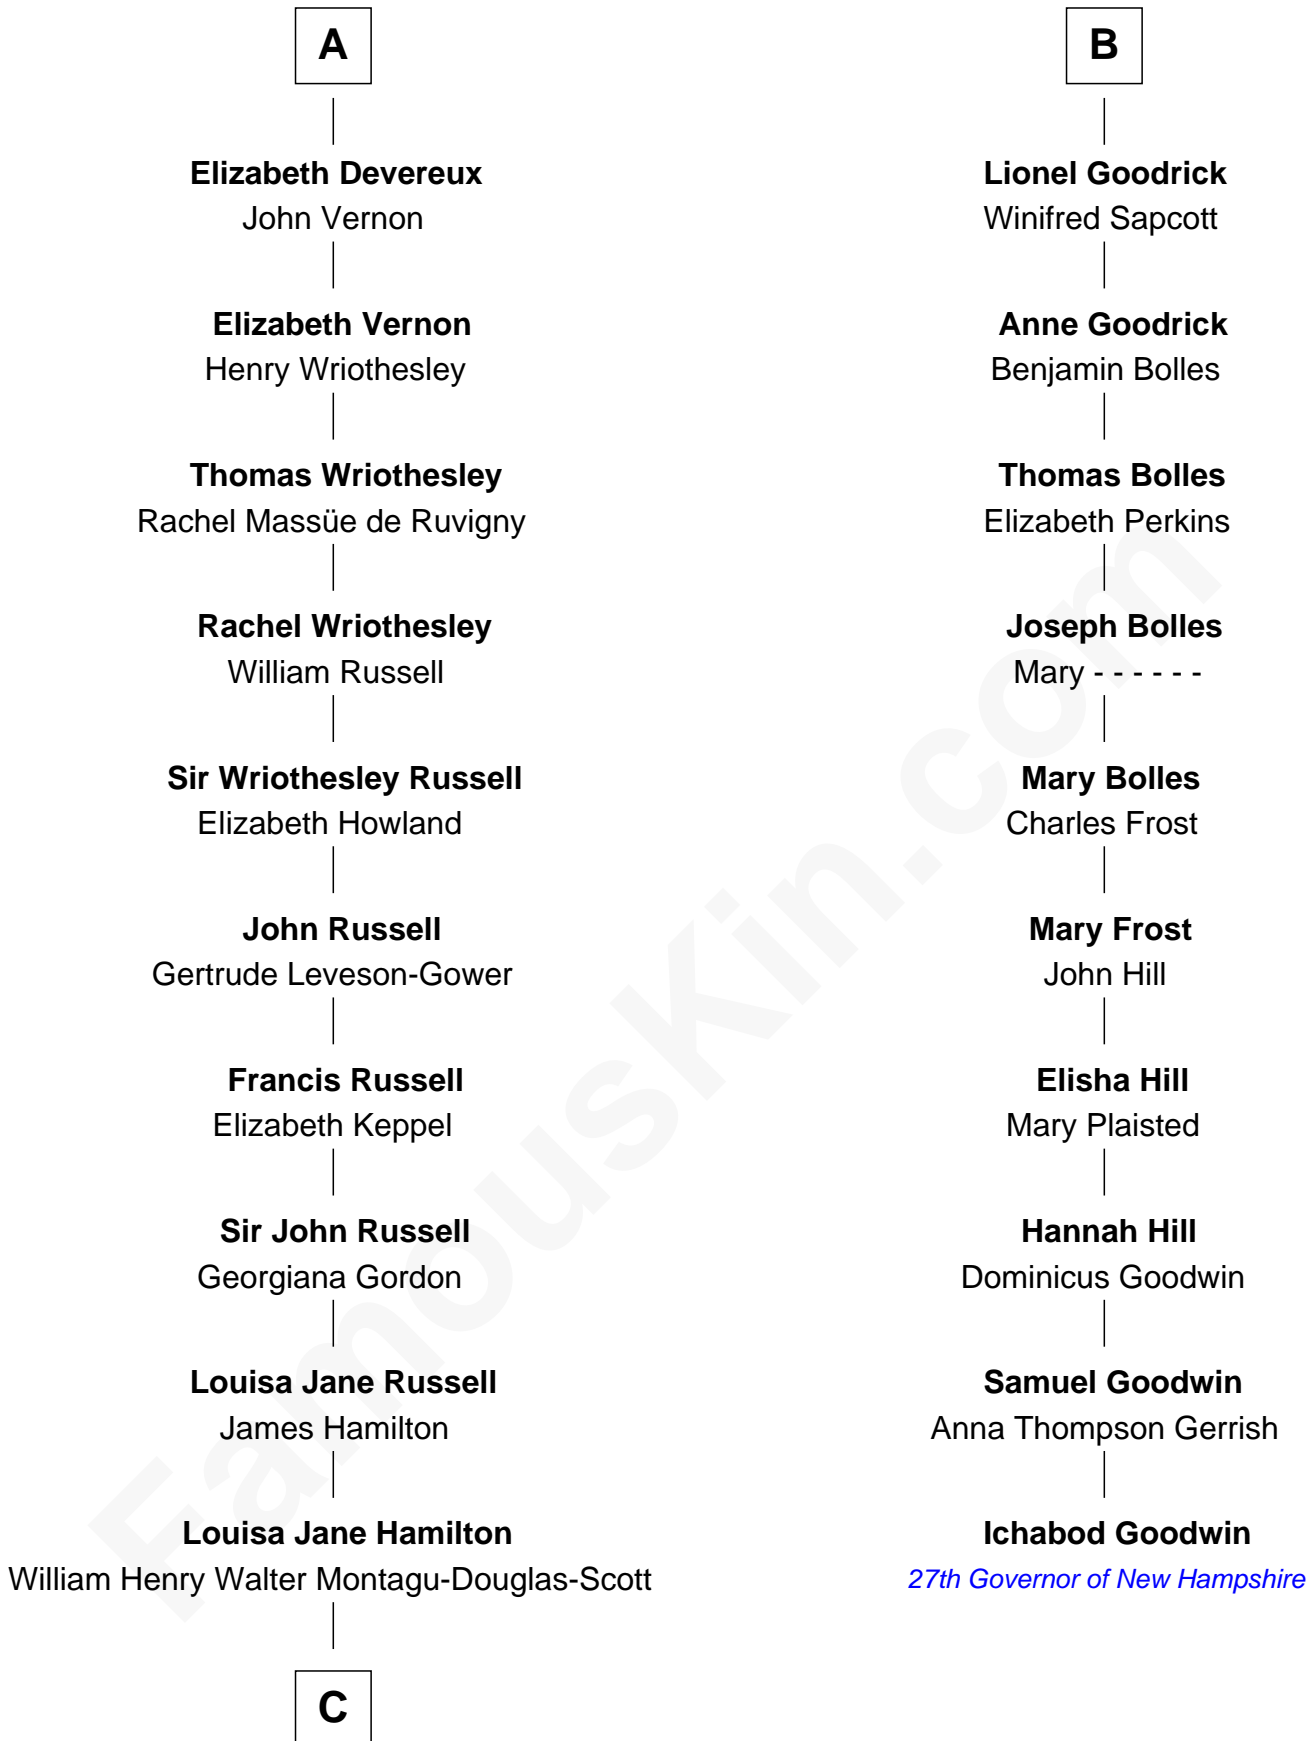 A
Elizabeth Devereux
John Vernon
Elizabeth Vernon
Henry Wriothesley
Thomas Wriothesley
Rachel Massüe de Ruvigny
Rachel Wriothesley
William Russell
Sir Wriothesley Russell
Elizabeth Howland
John Russell
Gertrude Leveson-Gower
Francis Russell
Elizabeth Keppel
Sir John Russell
Georgiana Gordon
Louisa Jane Russell
James Hamilton
Louisa Jane Hamilton
William Henry Walter Montagu-Douglas-Scott
C
B
Lionel Goodrick
Winifred Sapcott
Anne Goodrick
Benjamin Bolles
Thomas Bolles
Elizabeth Perkins
Joseph Bolles
Mary - - - - - -
Mary Bolles
Charles Frost
Mary Frost
John Hill
Elisha Hill
Mary Plaisted
Hannah Hill
Dominicus Goodwin
Samuel Goodwin
Anna Thompson Gerrish
Ichabod Goodwin
27th Governor of New Hampshire
FamousKin.com